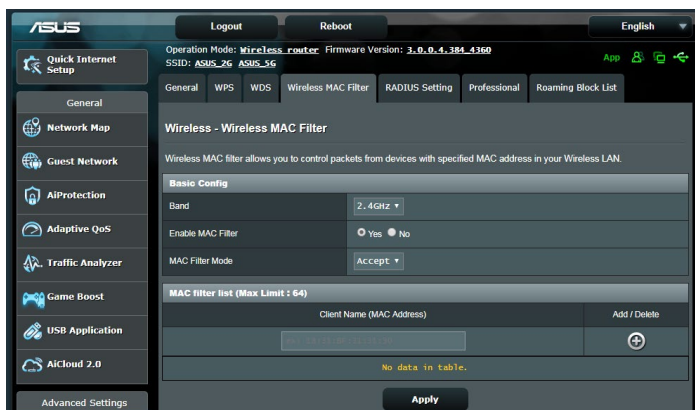 ASUS
Logout
Reboot
English
Quick Internet
Setup
General
Network Map
Guest Network
AiProtection
Adaptive QoS
Traffic Analyzer
Game Boost
USB Application
AiCloud 2.0
Advanced Settings
Operation Mode: Wireless router Firmware Version: 3.0.0.4.384_4360
SSID: ASUS_2G ASUS_5G
App
General WPS WDS Wireless MAC Filter RADIUS Setting Professional Roaming Block List
Wireless - Wireless MAC Filter
Wireless MAC filter allows you to control packets from devices with specified MAC address in your Wireless LAN.
Basic Config
Band 2.4GHz
Enable MAC Filter Yes No
MAC Filter Mode Accept
MAC filter list (Max Limit : 64)
Client Name (MAC Address) Add / Delete
No data in table.
Apply